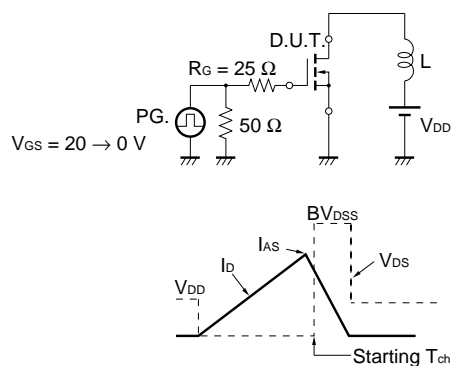 D.U.T.
RG = 25 Ω
L
PG.
50 Ω
VDD
VGS = 20 → 0 V
BVDSS
IAS
VDS
ID
VDD
Starting Tch